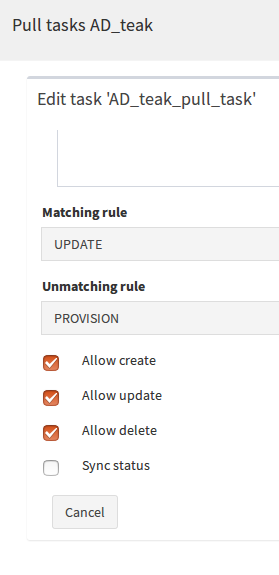 Pull tasks AD_teak
Edit task 'AD_teak_pull_task'
Matching rule
UPDATE
Unmatching rule
PROVISION
Allow create
Allow update
Allow delete
Sync status
Cancel